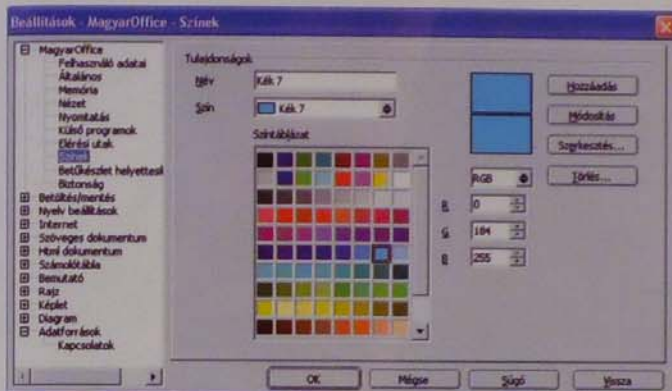 Beállítások - MagyarOffice - Színek
MagyarOffice
Felhasználó adatai
Általános
Memória
Nézet
Nyomtatás
Külső programok
Elérési utak
Színek
Betűkészlet helyettesít
Biztonság
Betöltés/mentés
Nyelv beállítások
Internet
Szöveges dokumentum
Html dokumentum
Számolótábla
Bemutató
Rajz
Képlet
Diagram
Adatforrások
Kapcsolatok
Tulajdonságok
Név
Kék 7
Szín
Kék 7
Színtáblázat
RGB
R
0
G
184
B
255
Hozzáadás
Módosítás
Szerkesztés...
Törlés...
OK
Mégse
Súgó
Vissza